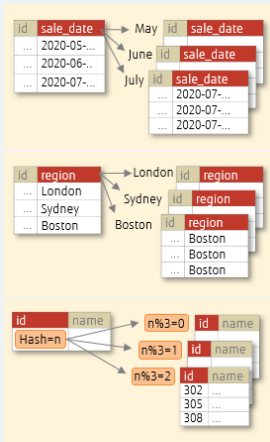 id sale_date
... 2020-05-...
... 2020-06-...
... 2020-07-...
May
June
July
id sale_date
id sale_date
id sale_date
... 2020-07-...
... 2020-07-...
... 2020-07-...
id region
... London
... Sydney
... Boston
London
Sydney
Boston
id region
id region
id region
... Boston
... Boston
... Boston
id name
Hash=n
n%3=0
n%3=1
n%3=2
id name
id name
id name
302 ...
305 ...
308 ...